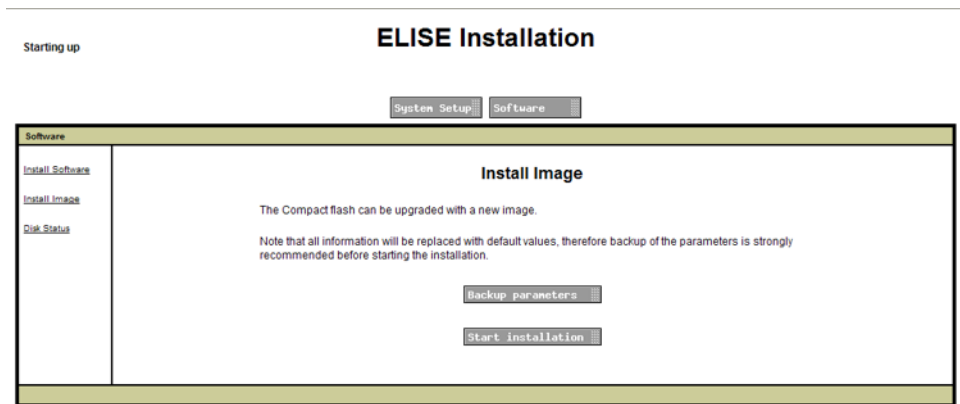 Starting up
ELISE Installation
System Setup
Software
Software
Install Software
Install Image
Disk Status
Install Image
The Compact flash can be upgraded with a new image.
Note that all information will be replaced with default values, therefore backup of the parameters is strongly
recommended before starting the installation.
Backup parameters
Start installation